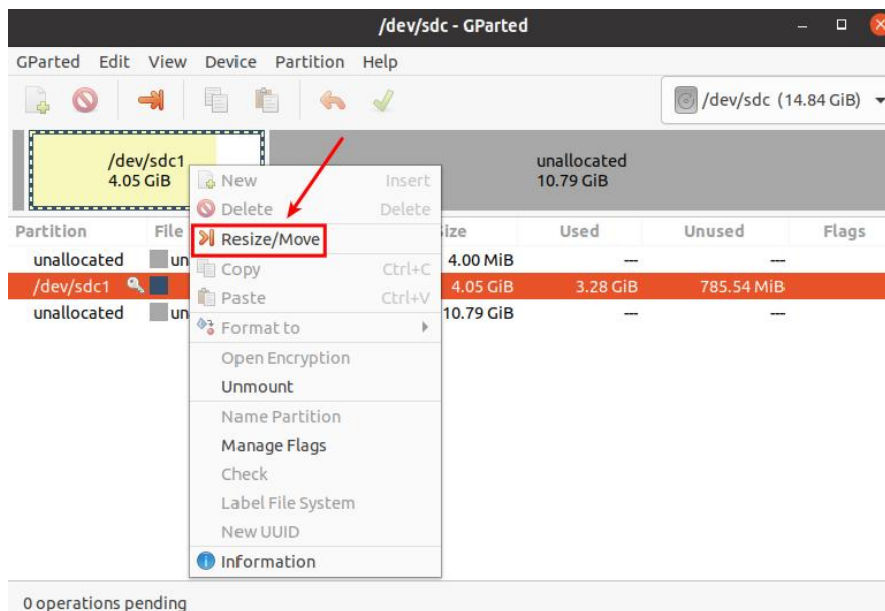 /dev/sdc - GParted
GParted Edit View Device Partition Help
/dev/sdc (14.84 GiB)
/dev/sdc1
4.05 GiB
unallocated
10.79 GiB
New Insert
Delete Delete
Resize/Move
Copy Ctrl+C
Paste Ctrl+V
Format to
Open Encryption
Unmount
Name Partition
Manage Flags
Check
Label File System
New UUID
Information
Partition File Used Unused Flags
unallocated 4.00 MiB --- ---
/dev/sdc1 4.05 GiB 3.28 GiB 785.54 MiB
unallocated 10.79 GiB --- ---
0 operations pending